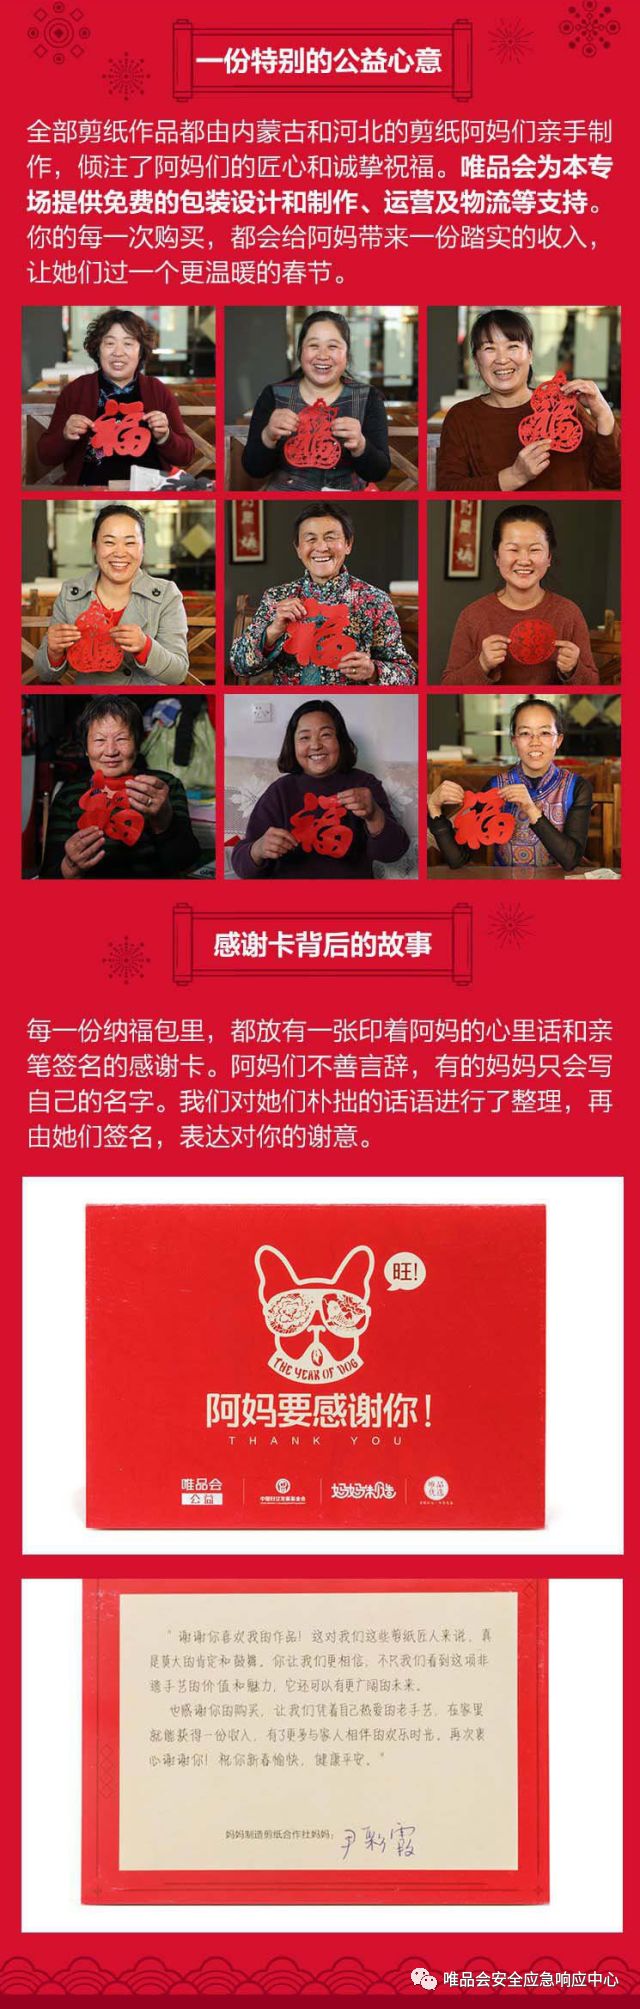 一份特别的公益心意
全部剪纸作品都由内蒙古和河北的剪纸阿妈们亲手制
作，倾注了阿妈们的匠心和诚挚祝福。唯品会为本专
场提供免费的包装设计和制作、运营及物流等支持。
你的每一次购买，都会给阿妈带来一份踏实的收入，
让她们过一个更温暖的春节。
福
福
福
福
福
福
福
福
感谢卡背后的故事
每一份纳福包里，都放有一张印着阿妈的心里话和亲
笔签名的感谢卡。阿妈们不善言辞，有的妈妈只会写
自己的名字。我们对她们朴拙的话语进行了整理，再
由她们签名，表达对你的谢意。
旺!
THE YEAR OF DOG
阿妈要感谢你!
THANK YOU
唯品会
公益
中国妇女发展基金会
妈妈制造
唯品
优选
“谢谢你喜欢我的作品！这对我们这些剪纸匠人来说，真
是莫大的肯定和鼓舞。你让我们更相信，不只我们看到这项非
遗手艺的价值和魅力，它还可以有更广阔的未来。
也感谢你的购买，让我们凭着自己热爱的老手艺，在家里
就能获得一份收入，有了更多与家人相伴的欢乐时光。再次衷
心谢谢你！祝你新春愉快，健康平安。”
妈妈制造剪纸合作社妈妈：尹彩霞
唯品会安全应急响应中心